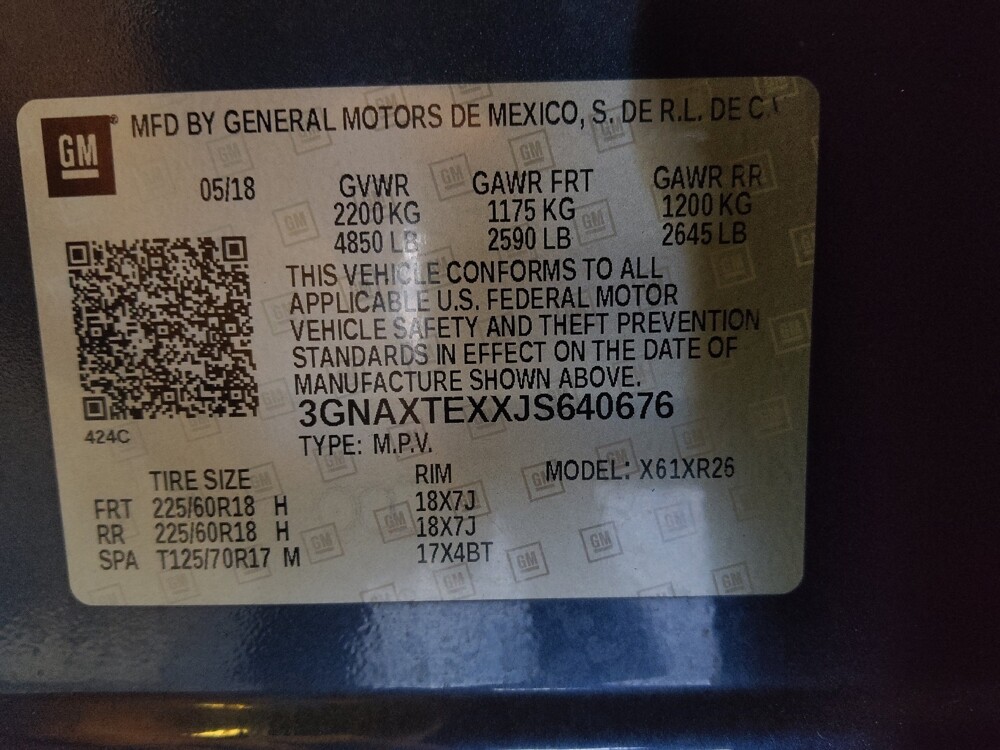 GM® MFD BY GENERAL MOTORS DE MEXICO, S. DE R.L. DE C.
05/18 GVWR GAWR FRT GAWR RR
2200 KG 1175 KG 1200 KG
4850 LB 2590 LB 2645 LB
THIS VEHICLE CONFORMS TO ALL
APPLICABLE U.S. FEDERAL MOTOR
VEHICLE SAFETY AND THEFT PREVENTION
STANDARDS IN EFFECT ON THE DATE OF
MANUFACTURE SHOWN ABOVE.
3GNAXTEXXJS640676
424C
TYPE: M.P.V.
TIRE SIZE RIM MODEL: X61XR26
FRT 225/60R18 H 18X7J
RR 225/60R18 H 18X7J
SPA T125/70R17 M 17X4BT